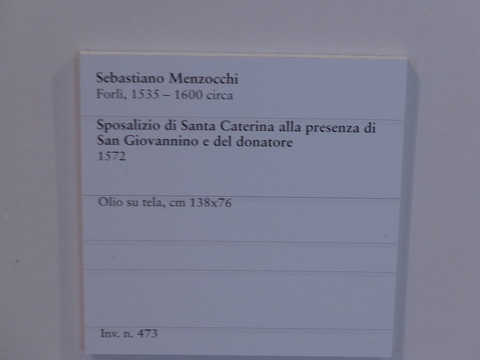 Sebastiano Menzocchi
Forlì, 1535 – 1600 circa
Sposalizio di Santa Caterina alla presenza di
San Giovannino e del donatore
1572
Olio su tela, cm 138x76
Inv. n. 473